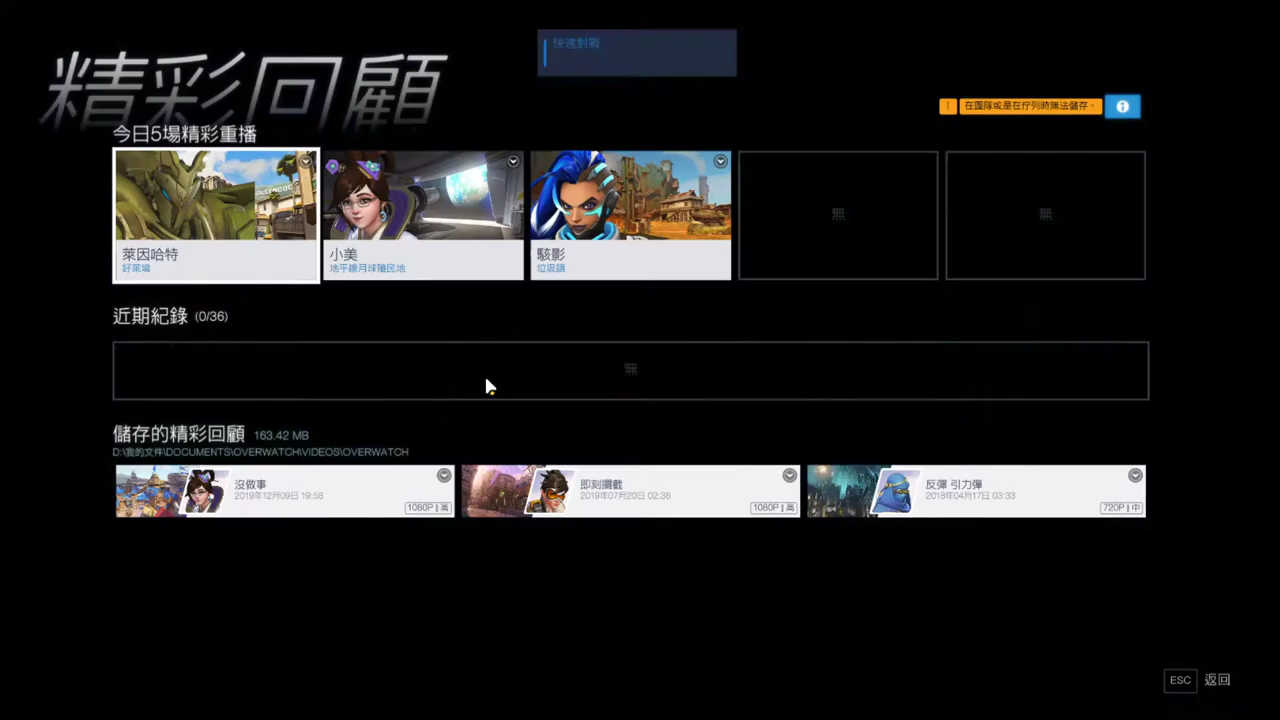 快速對戰
精彩回顧
! 在團隊或是在佇列時無法儲存。
今日5場精彩重播
萊因哈特
好萊塢
小美
地平線月球殖民地
駭影
垃圾鎮
無
無
近期紀錄 (0/36)
無
儲存的精彩回顧 163.42 MB
D:\我的文件\DOCUMENTS\OVERWATCH\VIDEOS\OVERWATCH
沒做事
2019年12月09日 19:58
1080P | 高
即刻攔截
2019年07月20日 02:36
1080P | 高
反彈 引力彈
2018年04月17日 03:33
720P | 中
ESC 返回